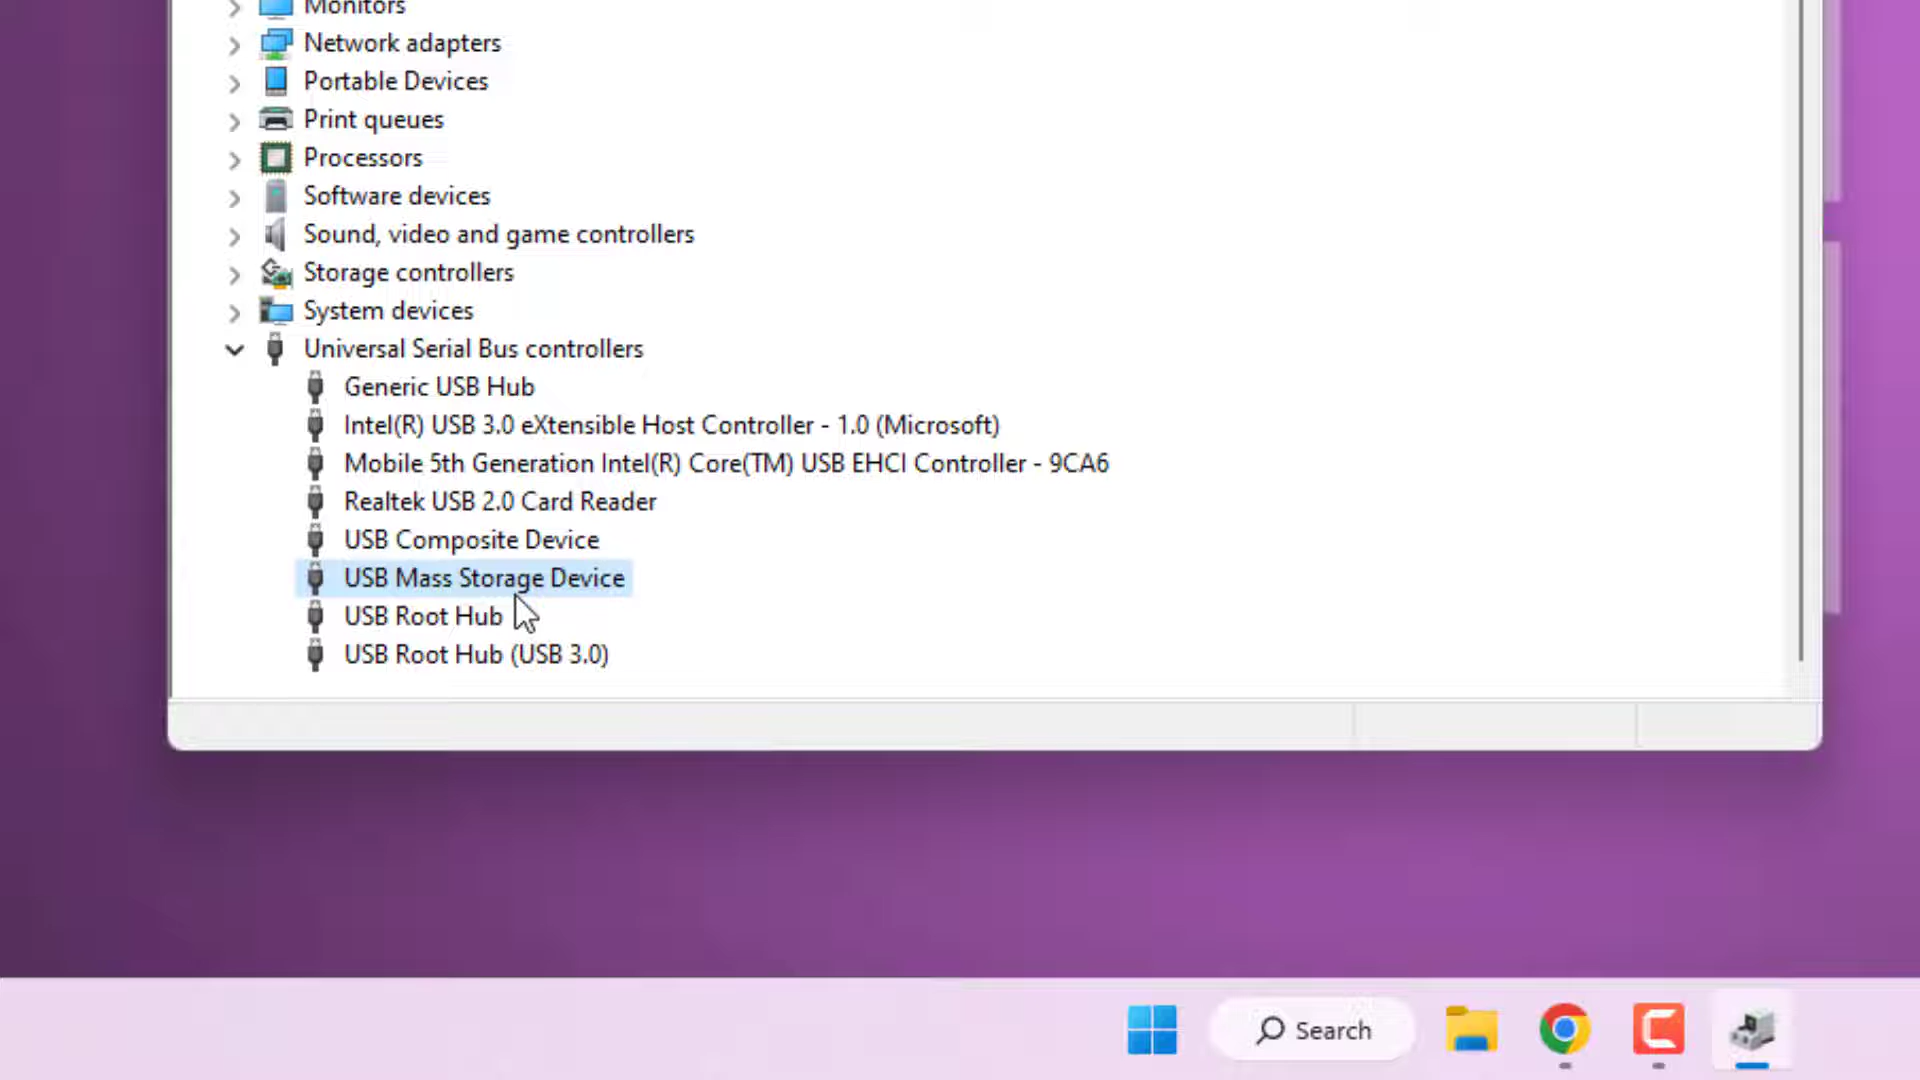 Monitors
Network adapters
Portable Devices
Print queues
Processors
Software devices
Sound, video and game controllers
Storage controllers
System devices
Universal Serial Bus controllers
Generic USB Hub
Intel(R) USB 3.0 eXtensible Host Controller - 1.0 (Microsoft)
Mobile 5th Generation Intel(R) Core(TM) USB EHCI Controller - 9CA6
Realtek USB 2.0 Card Reader
USB Composite Device
USB Mass Storage Device
USB Root Hub
USB Root Hub (USB 3.0)
Search